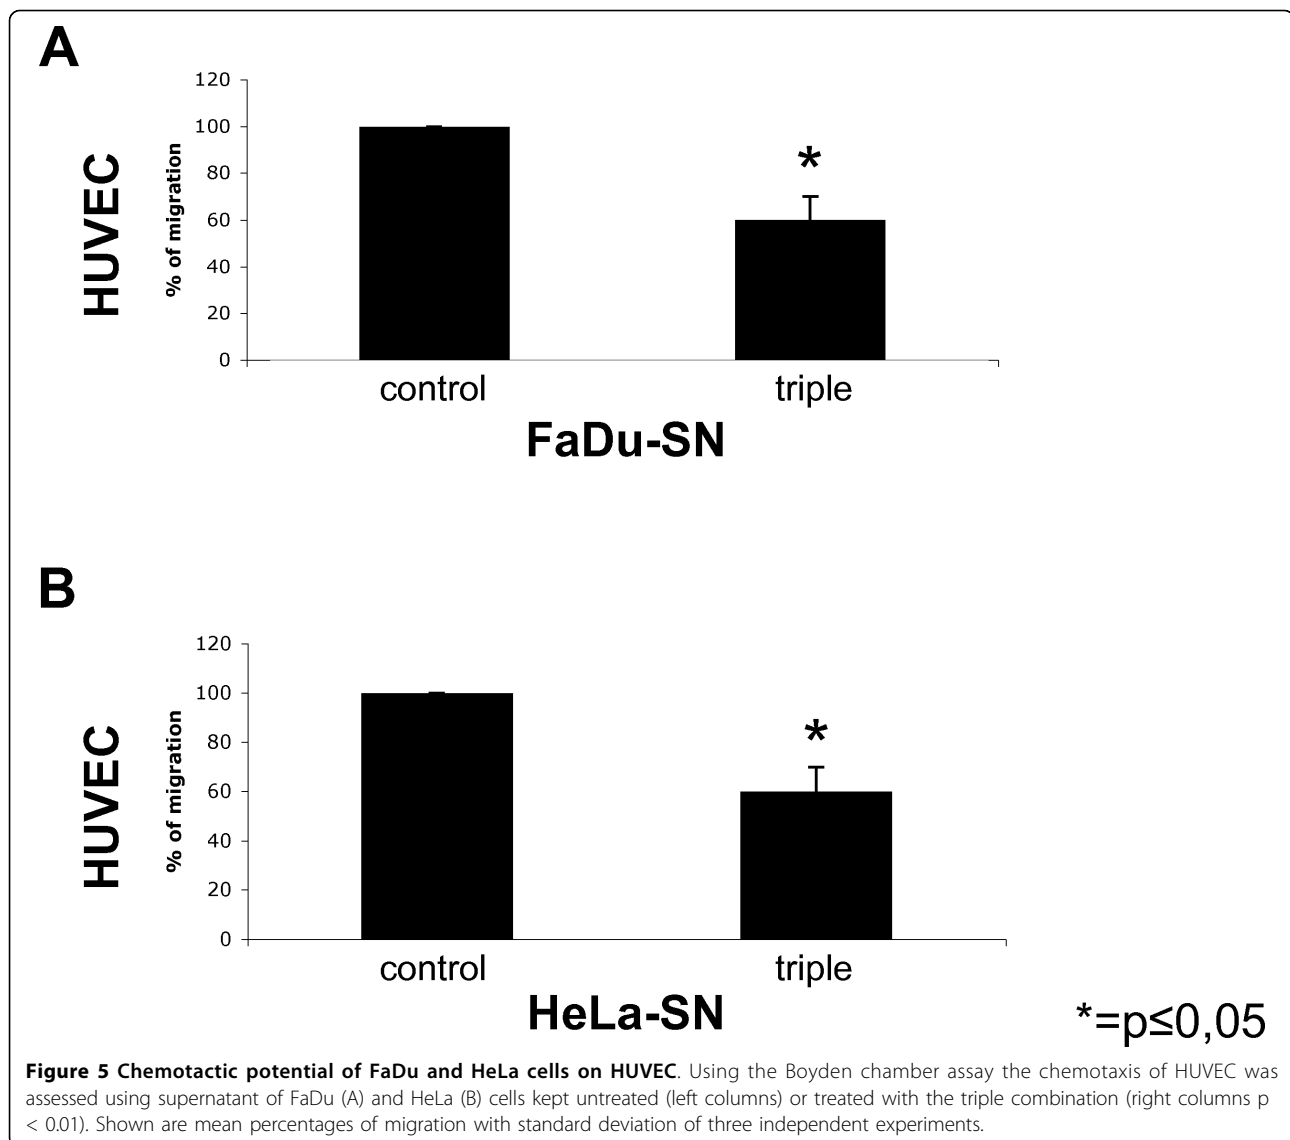 A
HUVEC
% of migration
120
100
80
60
40
20
0
*
control triple
FaDu-SN
B
HUVEC
% of migration
120
100
80
60
40
20
0
*
control triple
HeLa-SN
*=p≤0,05
Figure 5 Chemotactic potential of FaDu and HeLa cells on HUVEC. Using the Boyden chamber assay the chemotaxis of HUVEC was
assessed using supernatant of FaDu (A) and HeLa (B) cells kept untreated (left columns) or treated with the triple combination (right columns p
< 0.01). Shown are mean percentages of migration with standard deviation of three independent experiments.